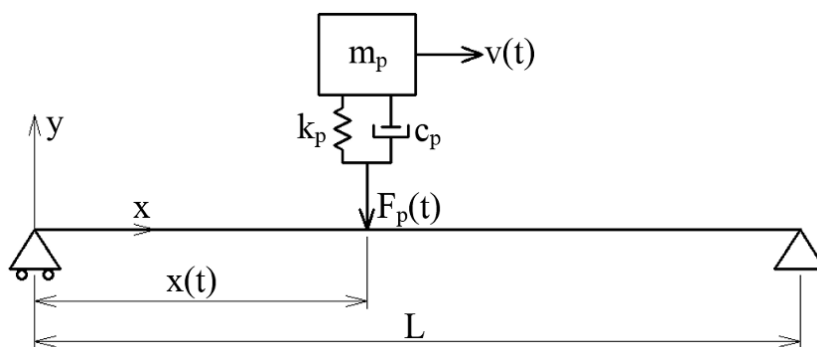 m_p
v(t)
k_p
c_p
y
F_p(t)
x
x(t)
L